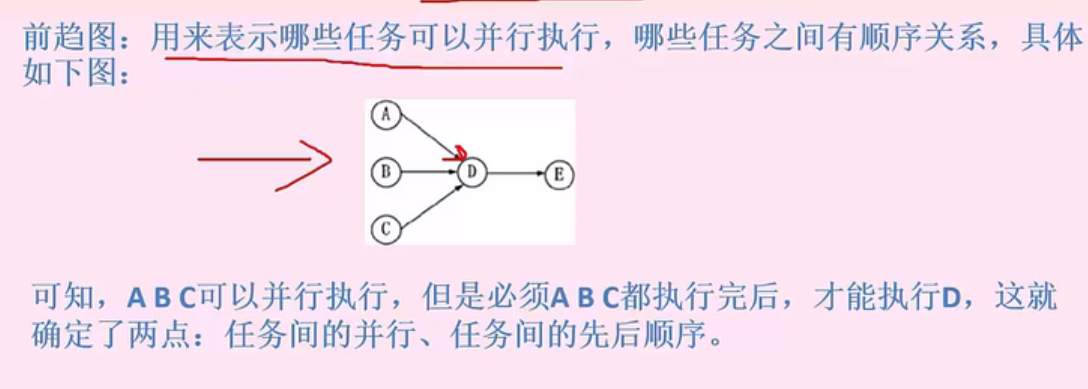 前趋图：用来表示哪些任务可以并行执行，哪些任务之间有顺序关系，具体
如下图：
A
B
D
E
C
可知，A B C可以并行执行，但是必须A B C都执行完后，才能执行D，这就
确定了两点：任务间的并行、任务间的先后顺序。